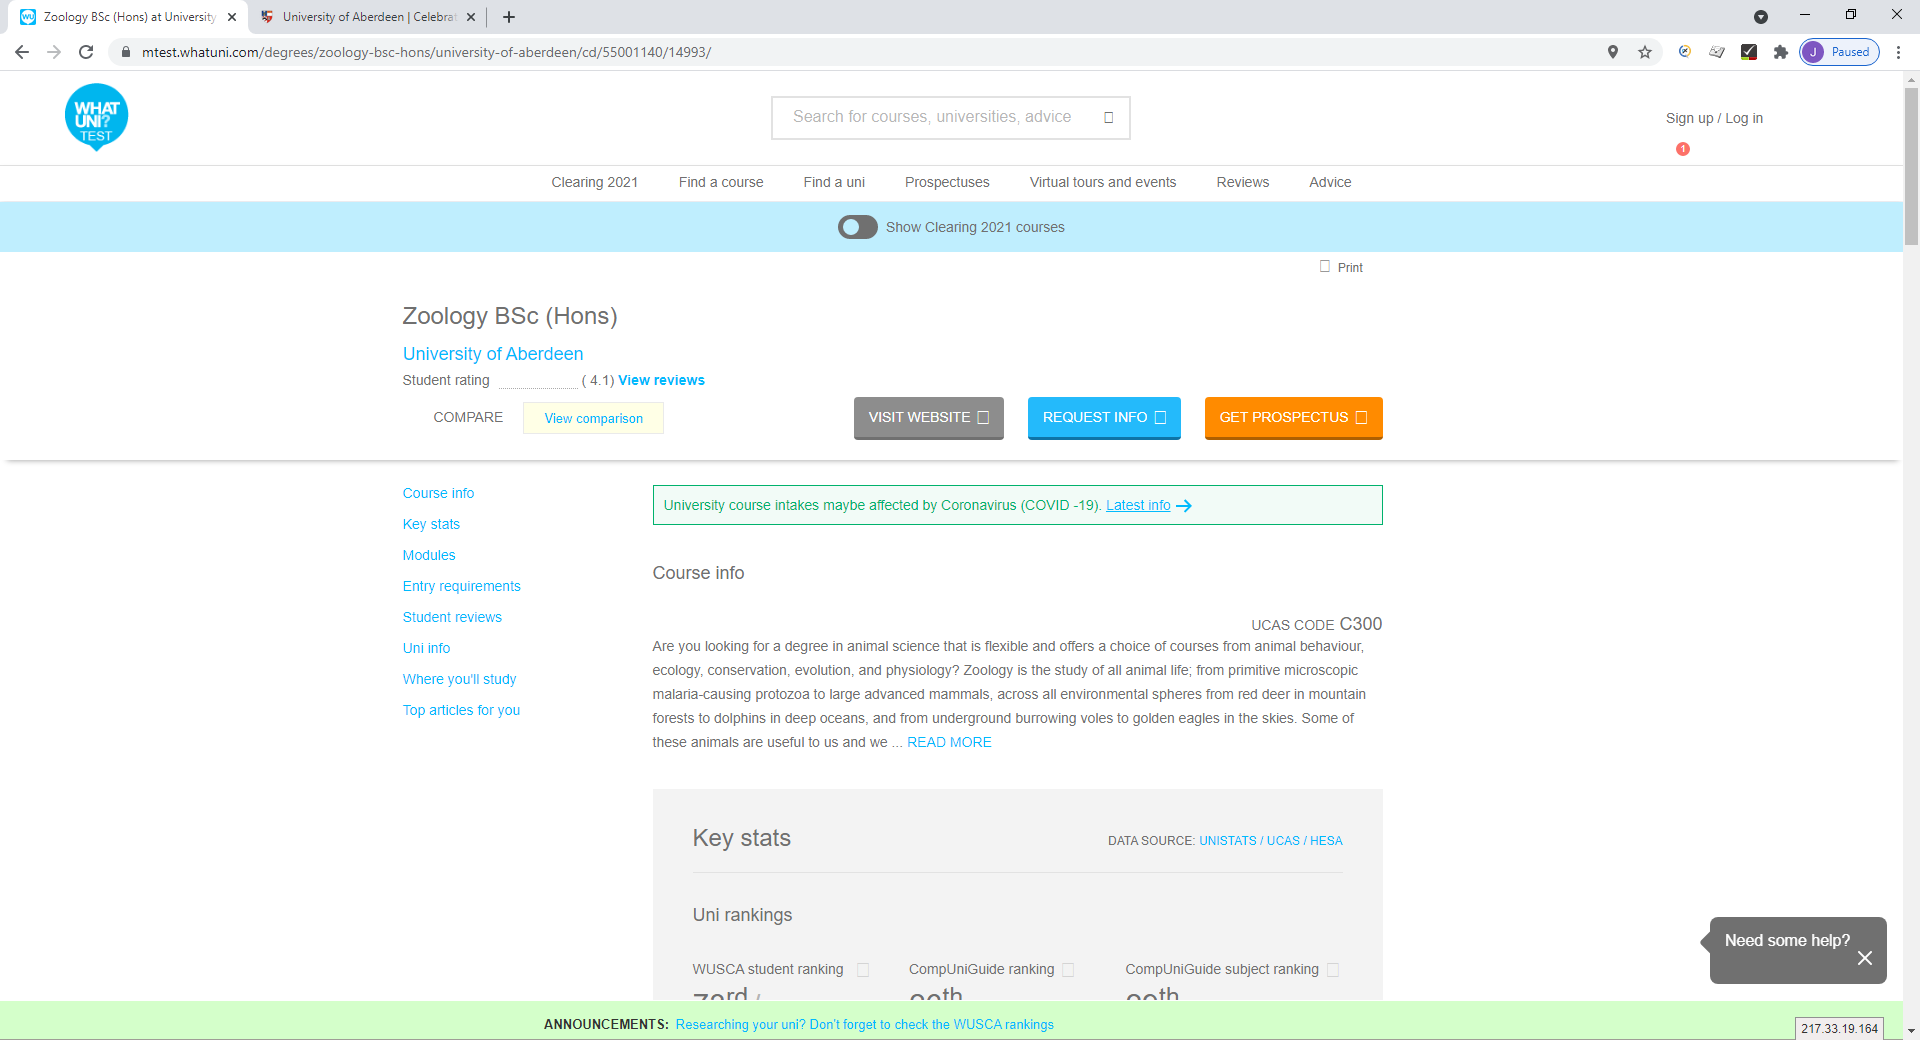 Zoology BSc (Hons) at University
University of Aberdeen | Celebrat
mtest.whatuni.com/degrees/zoology-bsc-hons/university-of-aberdeen/cd/55001140/14993/
J Paused
WHAT
UNI?
TEST
Search for courses, universities, advice
Sign up / Log in
1
Clearing 2021 Find a course Find a uni Prospectuses Virtual tours and events Reviews Advice
Show Clearing 2021 courses
Print
Zoology BSc (Hons)
University of Aberdeen
Student rating ( 4.1) View reviews
COMPARE View comparison VISIT WEBSITE REQUEST INFO GET PROSPECTUS
Course info
Key stats
Modules
Entry requirements
Student reviews
Uni info
Where you'll study
Top articles for you
University course intakes maybe affected by Coronavirus (COVID -19). Latest info
Course info
UCAS CODE C300
Are you looking for a degree in animal science that is flexible and offers a choice of courses from animal behaviour,
ecology, conservation, evolution, and physiology? Zoology is the study of all animal life; from primitive microscopic
malaria-causing protozoa to large advanced mammals, across all environmental spheres from red deer in mountain
forests to dolphins in deep oceans, and from underground burrowing voles to golden eagles in the skies. Some of
these animals are useful to us and we ... READ MORE
Key stats
DATA SOURCE: UNISTATS / UCAS / HESA
Uni rankings
WUSCA student ranking CompUniGuide ranking CompUniGuide subject ranking
Need some help?
ANNOUNCEMENTS: Researching your uni? Don't forget to check the WUSCA rankings
217.33.19.164